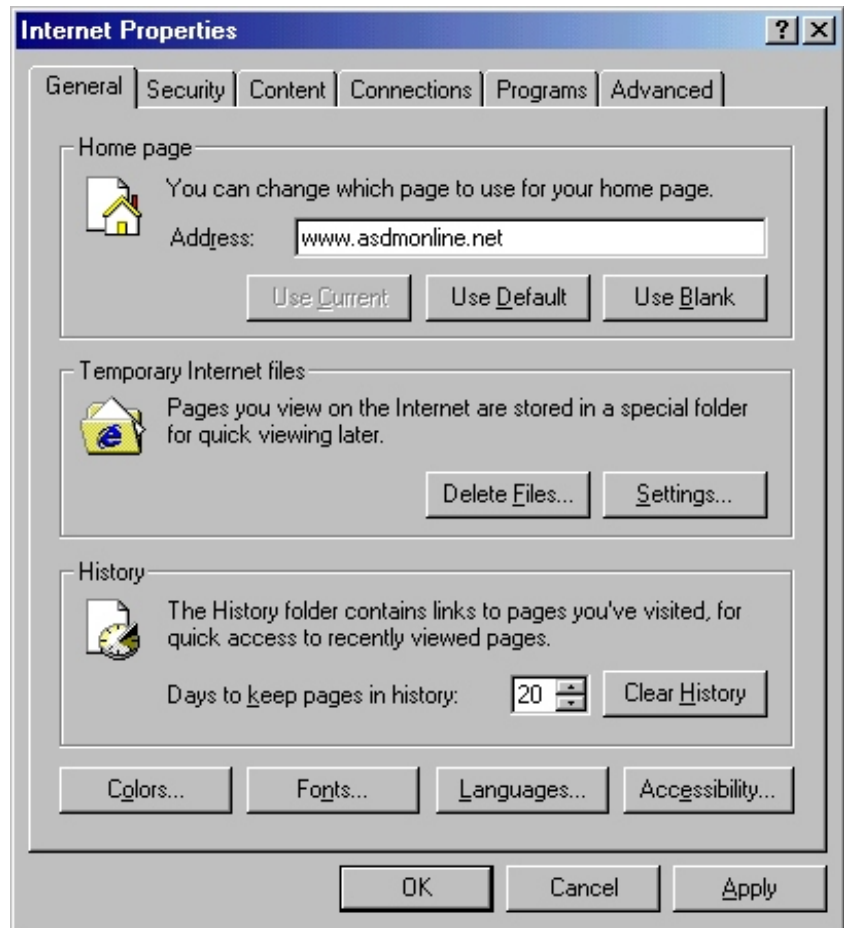 Internet Properties
General Security Content Connections Programs Advanced
Home page
You can change which page to use for your home page.
Address: www.asdmonline.net
Use Current Use Default Use Blank
Temporary Internet files
Pages you view on the Internet are stored in a special folder
for quick viewing later.
Delete Files... Settings...
History
The History folder contains links to pages you've visited, for
quick access to recently viewed pages.
Days to keep pages in history: 20 Clear History
Colors... Fonts... Languages... Accessibility...
OK Cancel Apply